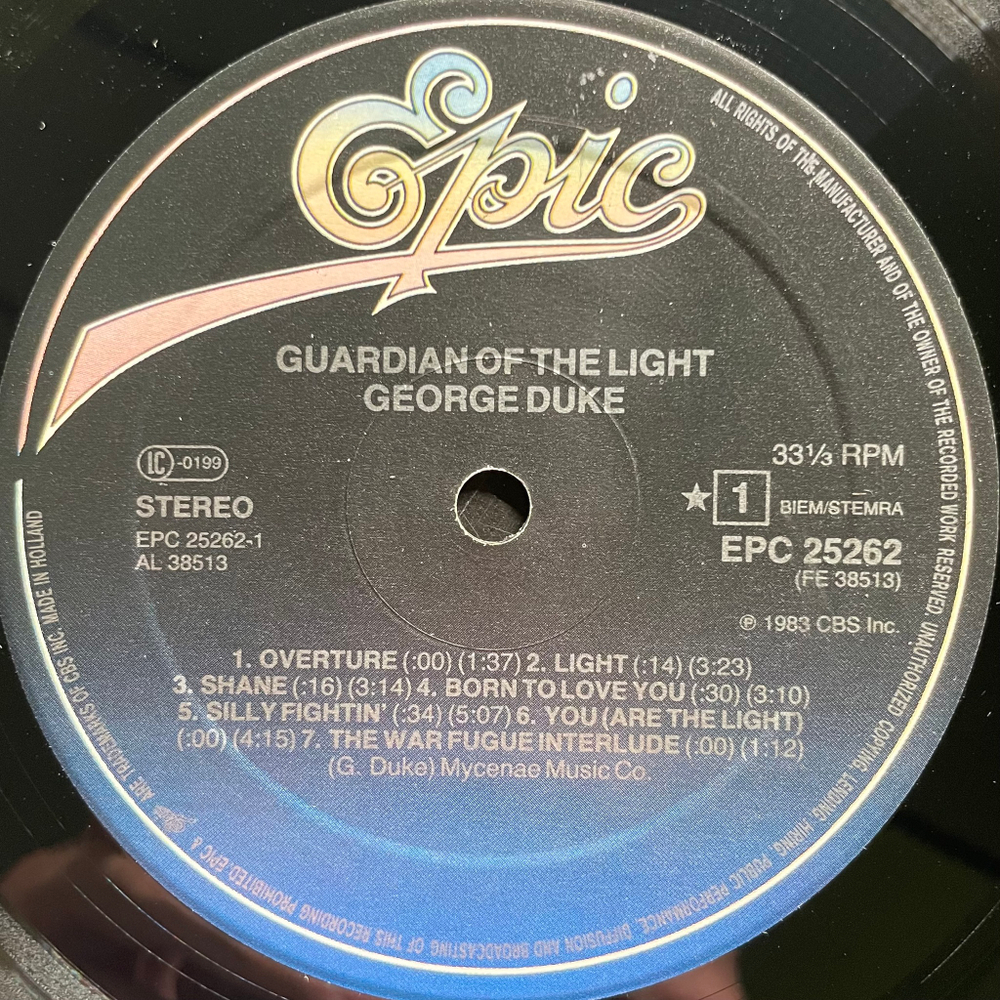 Epic
GUARDIAN OF THE LIGHT
GEORGE DUKE
LC -0199
STEREO
EPC 25262-1
AL 38513
33⅓ RPM
★ 1 BIEM/STEMRA
EPC 25262
(FE 38513)
℗ 1983 CBS Inc.
1. OVERTURE (:00) (1:37) 2. LIGHT (:14) (3:23)
3. SHANE (:16) (3:14) 4. BORN TO LOVE YOU (:30) (3:10)
5. SILLY FIGHTIN' (:34) (5:07) 6. YOU (ARE THE LIGHT)
(:00) (4:15) 7. THE WAR FUGUE INTERLUDE (:00) (1:12)
(G. Duke) Mycenae Music Co.
ALL RIGHTS OF THE MANUFACTURER AND OF THE OWNER OF THE RECORDED WORK RESERVED. UNAUTHORIZED COPYING, LENDING, HIRING, PUBLIC PERFORMANCE, DIFFUSION AND BROADCASTING OF THIS RECORDING PROHIBITED. EPIC & Epic ARE TRADEMARKS OF CBS INC. MADE IN HOLLAND